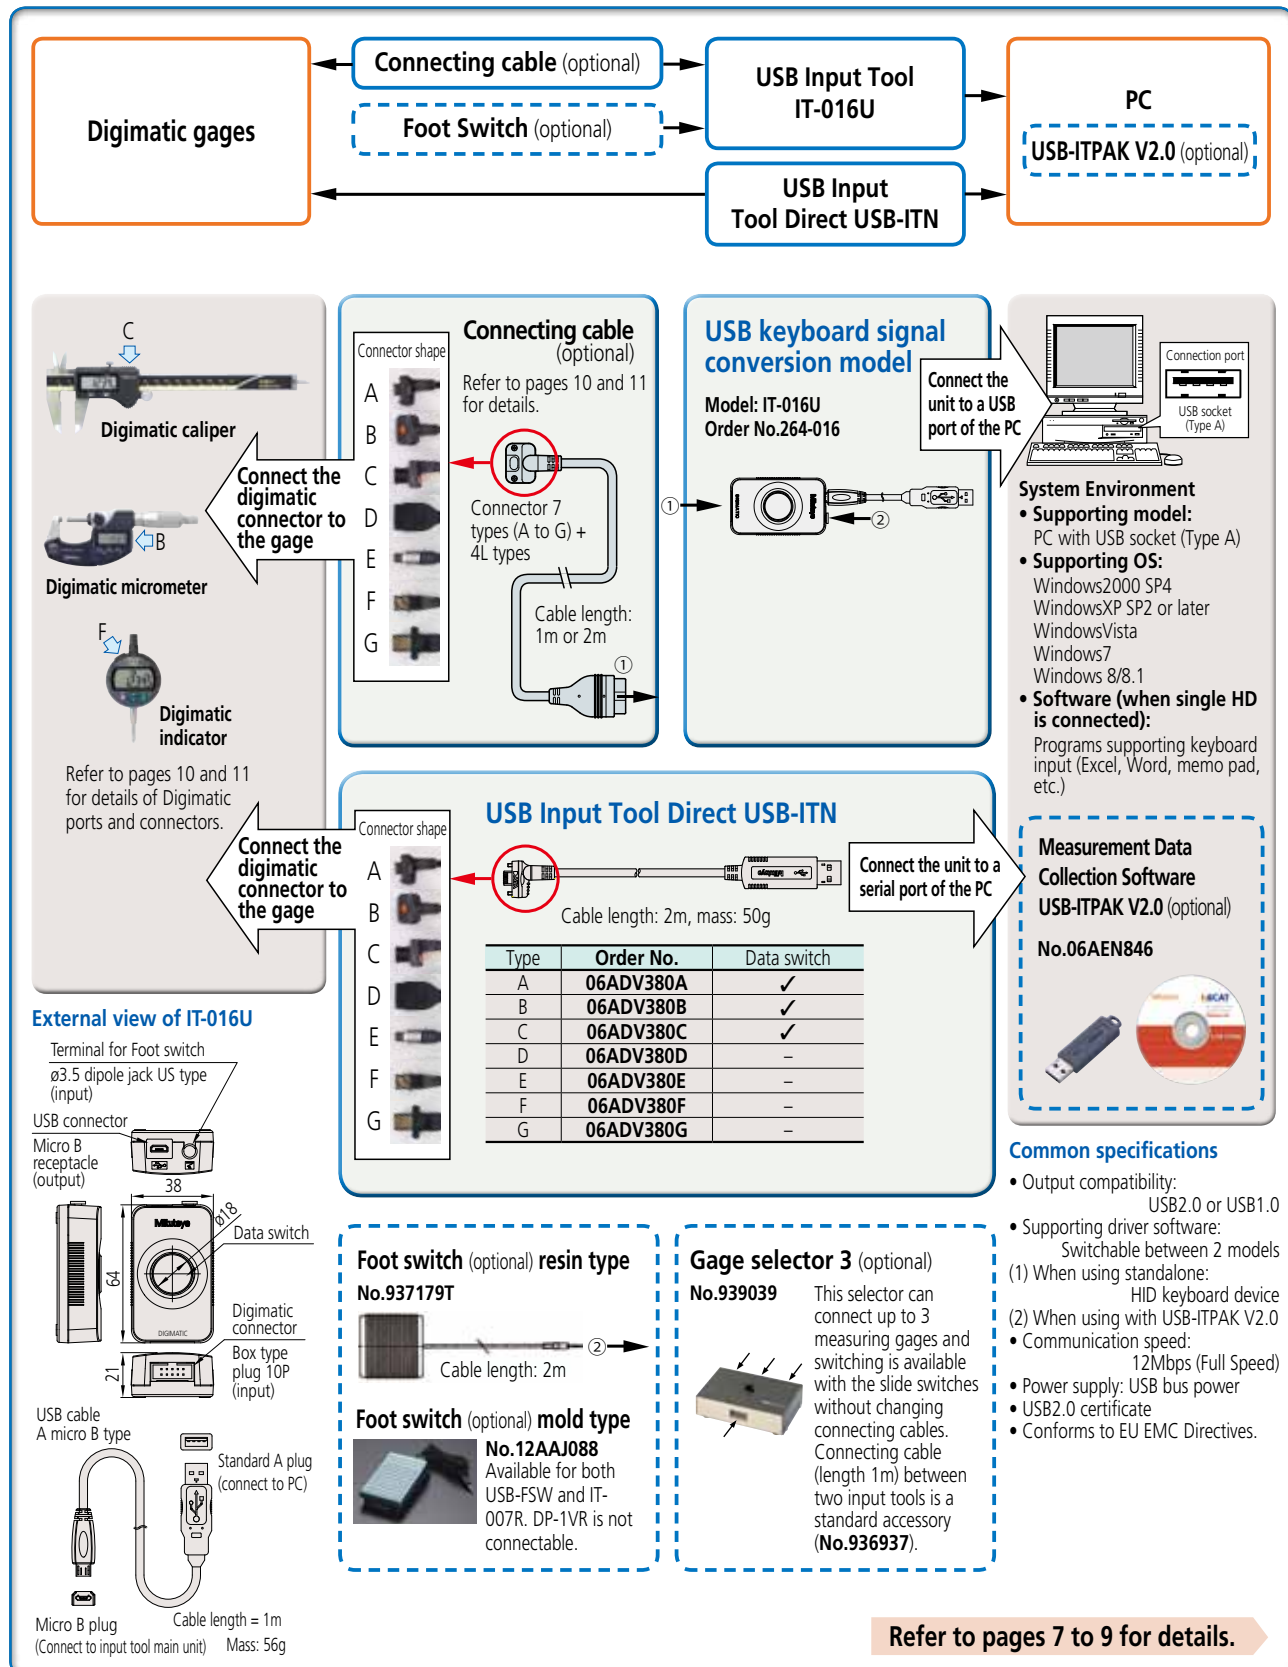 Digimatic gages
Connecting cable (optional)
Foot Switch (optional)
USB Input Tool
IT-016U
USB Input
Tool Direct USB-ITN
PC
USB-ITPAK V2.0 (optional)
C
Digimatic caliper
B
Digimatic micrometer
F
Digimatic
indicator
Refer to pages 10 and 11
for details of Digimatic
ports and connectors.
Connect the
digimatic
connector to
the gage
Connector shape
A
B
C
D
E
F
G
Connecting cable
(optional)
Refer to pages 10 and 11
for details.
Connector 7
types (A to G) +
4L types
Cable length:
1m or 2m
①
USB keyboard signal
conversion model
Model: IT-016U
Order No.264-016
①
②
DIGIMATIC
Mitutoyo
Connect the
unit to a USB
port of the PC
Connection port
USB socket
(Type A)
System Environment
• Supporting model:
PC with USB socket (Type A)
• Supporting OS:
Windows2000 SP4
WindowsXP SP2 or later
WindowsVista
Windows7
Windows 8/8.1
• Software (when single HD
is connected):
Programs supporting keyboard
input (Excel, Word, memo pad,
etc.)
Connect the
digimatic
connector to
the gage
Connector shape
A
B
C
D
E
F
G
USB Input Tool Direct USB-ITN
Mitutoyo
Cable length: 2m, mass: 50g
Connect the unit to a
serial port of the PC
Type Order No. Data switch
A 06ADV380A ✓
B 06ADV380B ✓
C 06ADV380C ✓
D 06ADV380D –
E 06ADV380E –
F 06ADV380F –
G 06ADV380G –
Measurement Data
Collection Software
USB-ITPAK V2.0 (optional)
No.06AEN846
External view of IT-016U
Terminal for Foot switch
ø3.5 dipole jack US type
(input)
USB connector
Micro B
receptacle
(output)
38
Mitutoyo
ø18
Data switch
64
DIGIMATIC
Digimatic
connector
Box type
plug 10P
(input)
21
USB cable
A micro B type
Standard A plug
(connect to PC)
Micro B plug
(Connect to input tool main unit)
Cable length = 1m
Mass: 56g
Foot switch (optional) resin type
No.937179T
②
Cable length: 2m
Foot switch (optional) mold type
No.12AAJ088
Available for both
USB-FSW and IT-
007R. DP-1VR is not
connectable.
Gage selector 3 (optional)
No.939039
This selector can
connect up to 3
measuring gages and
switching is available
with the slide switches
without changing
connecting cables.
Connecting cable
(length 1m) between
two input tools is a
standard accessory
(No.936937).
Common specifications
• Output compatibility:
USB2.0 or USB1.0
• Supporting driver software:
Switchable between 2 models
(1) When using standalone:
HID keyboard device
(2) When using with USB-ITPAK V2.0
• Communication speed:
12Mbps (Full Speed)
• Power supply: USB bus power
• USB2.0 certificate
• Conforms to EU EMC Directives.
Refer to pages 7 to 9 for details.